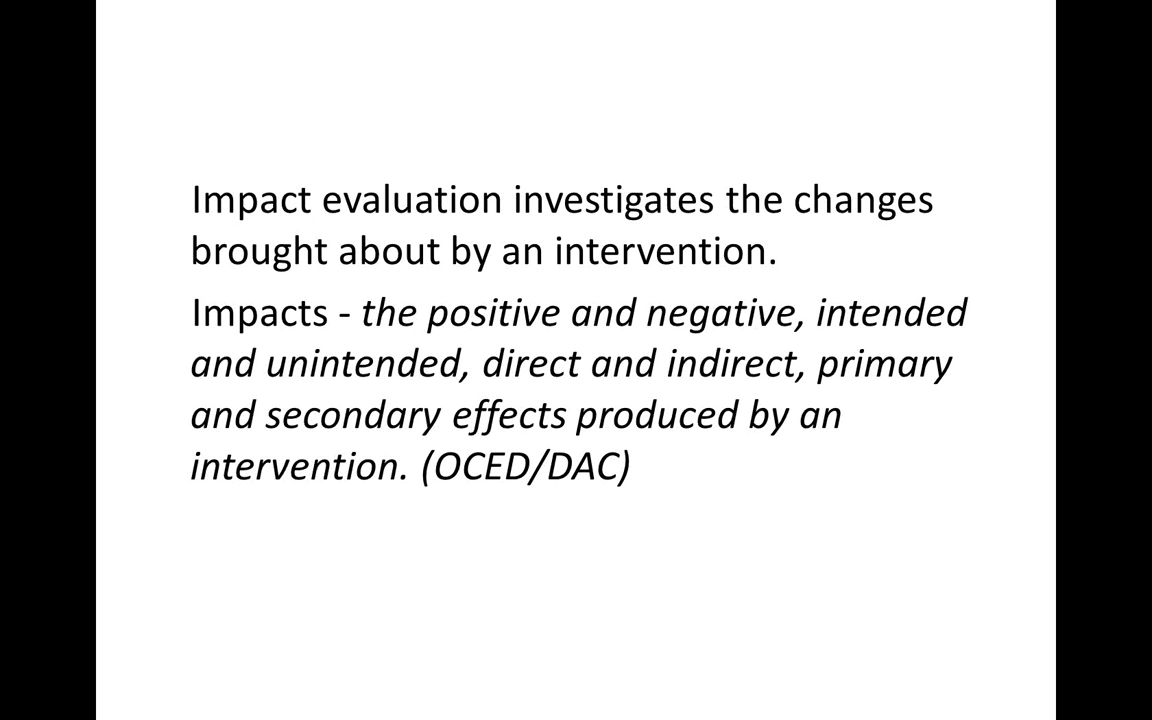 Impact evaluation investigates the changes
brought about by an intervention.
Impacts - the positive and negative, intended
and unintended, direct and indirect, primary
and secondary effects produced by an
intervention. (OCED/DAC)